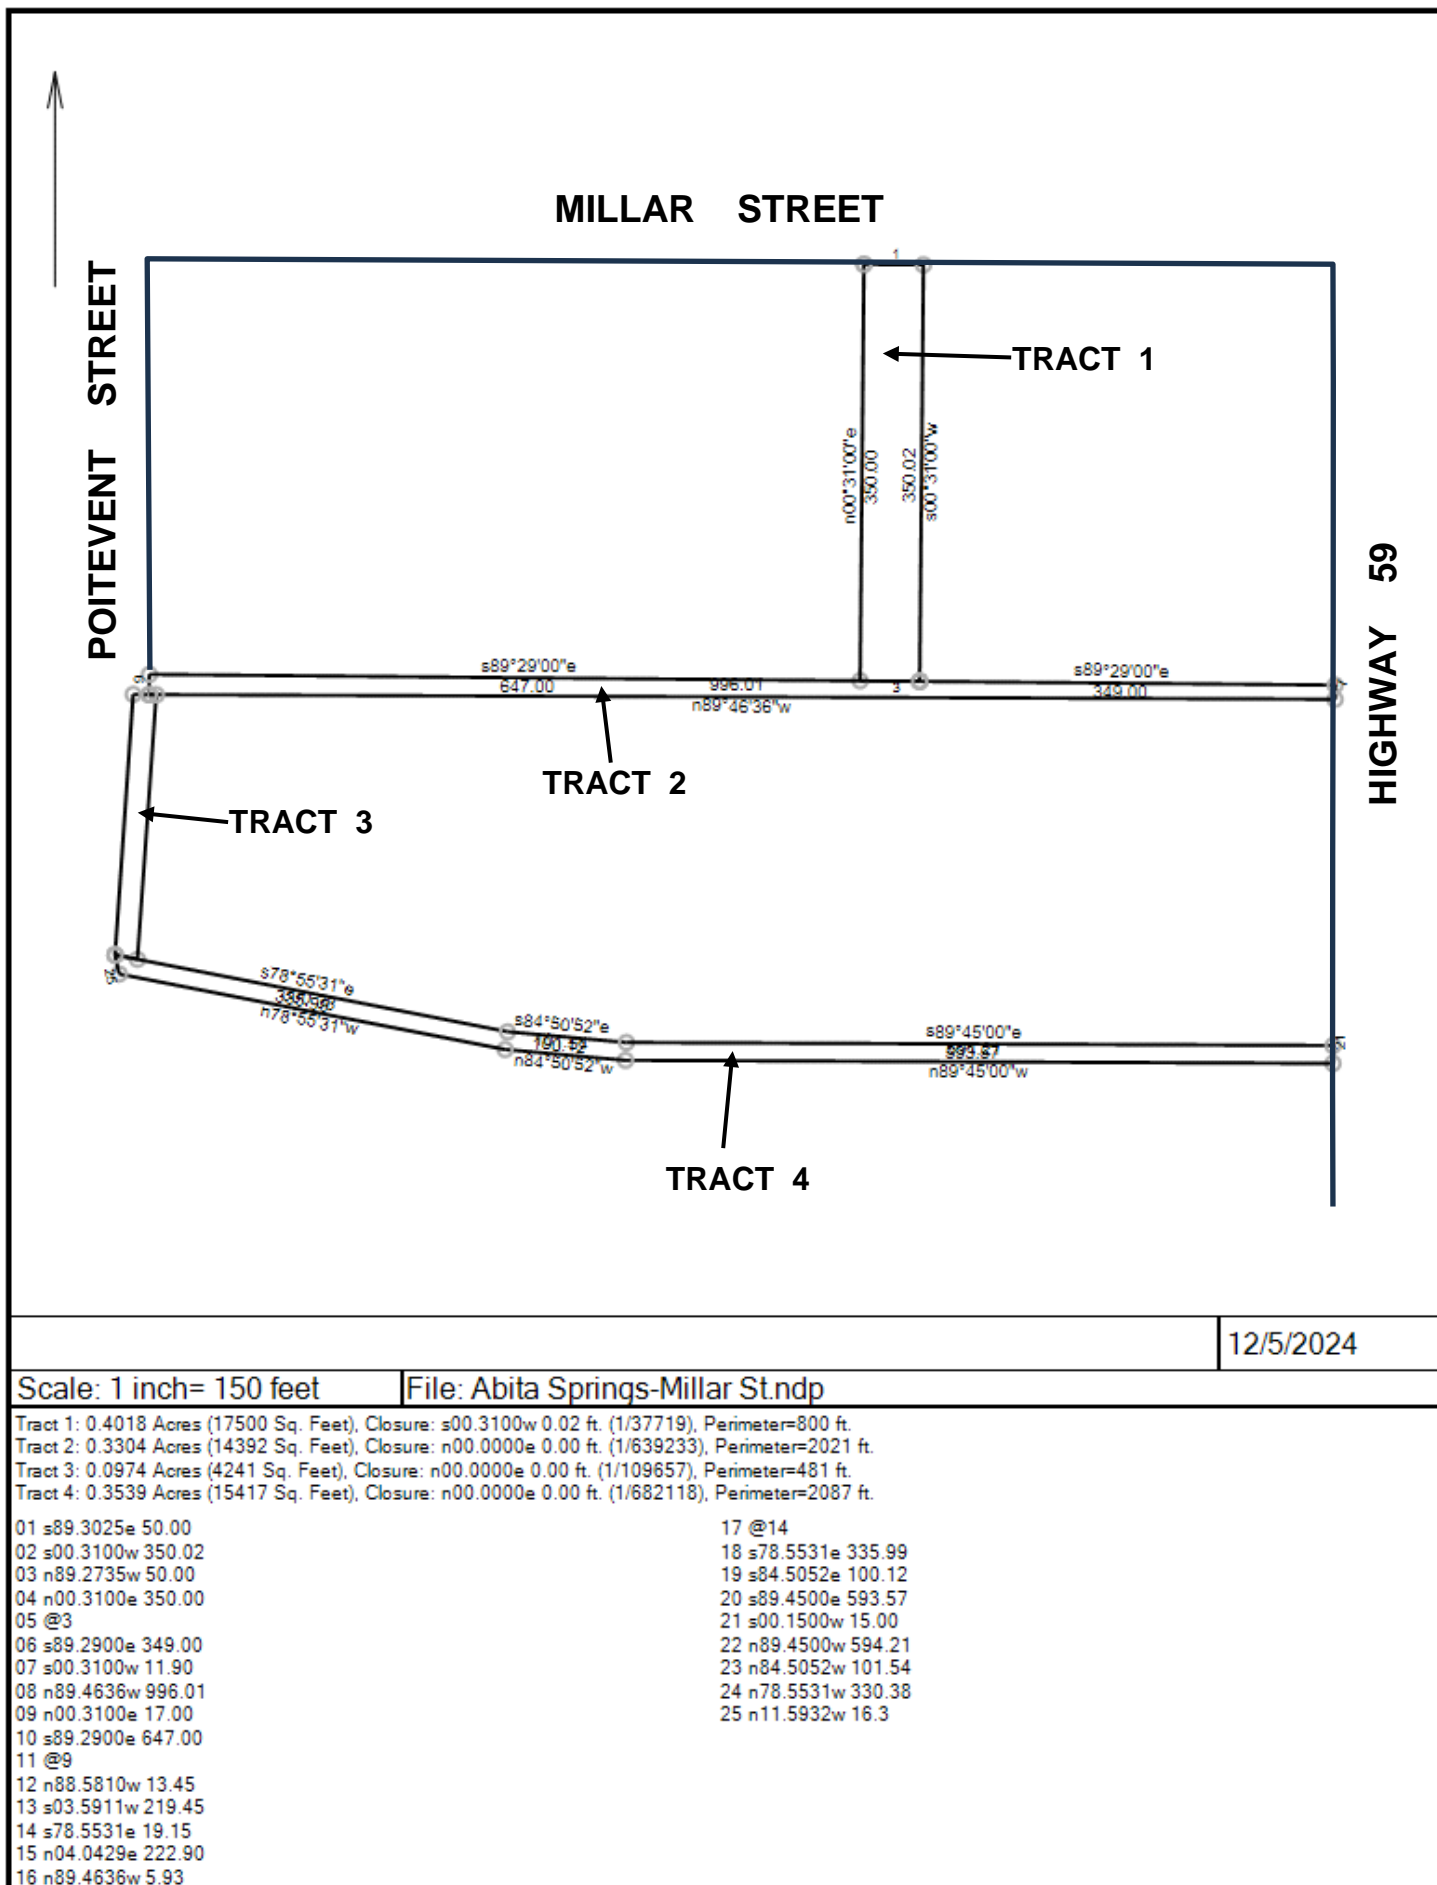 MILLAR STREET
1
POITEVENT STREET
TRACT 1
n00°31'00"e
350.00
350.02
s00°31'00"w
HIGHWAY 59
9
s89°29'00"e
647.00
996.01
n89°46'36"w
3
s89°29'00"e
349.00
7
TRACT 2
TRACT 3
25
s78°55'31"e
n78°55'31"w
s84°50'52"e
n84°50'52"w
s89°45'00"e
n89°45'00"w
21
TRACT 4
12/5/2024
Scale: 1 inch= 150 feet
File: Abita Springs-Millar St.ndp
Tract 1: 0.4018 Acres (17500 Sq. Feet), Closure: s00.3100w 0.02 ft. (1/37719), Perimeter=800 ft.
Tract 2: 0.3304 Acres (14392 Sq. Feet), Closure: n00.0000e 0.00 ft. (1/639233), Perimeter=2021 ft.
Tract 3: 0.0974 Acres (4241 Sq. Feet), Closure: n00.0000e 0.00 ft. (1/109657), Perimeter=481 ft.
Tract 4: 0.3539 Acres (15417 Sq. Feet), Closure: n00.0000e 0.00 ft. (1/682118), Perimeter=2087 ft.
01 s89.3025e 50.00
02 s00.3100w 350.02
03 n89.2735w 50.00
04 n00.3100e 350.00
05 @3
06 s89.2900e 349.00
07 s00.3100w 11.90
08 n89.4636w 996.01
09 n00.3100e 17.00
10 s89.2900e 647.00
11 @9
12 n88.5810w 13.45
13 s03.5911w 219.45
14 s78.5531e 19.15
15 n04.0429e 222.90
16 n89.4636w 5.93
17 @14
18 s78.5531e 335.99
19 s84.5052e 100.12
20 s89.4500e 593.57
21 s00.1500w 15.00
22 n89.4500w 594.21
23 n84.5052w 101.54
24 n78.5531w 330.38
25 n11.5932w 16.3